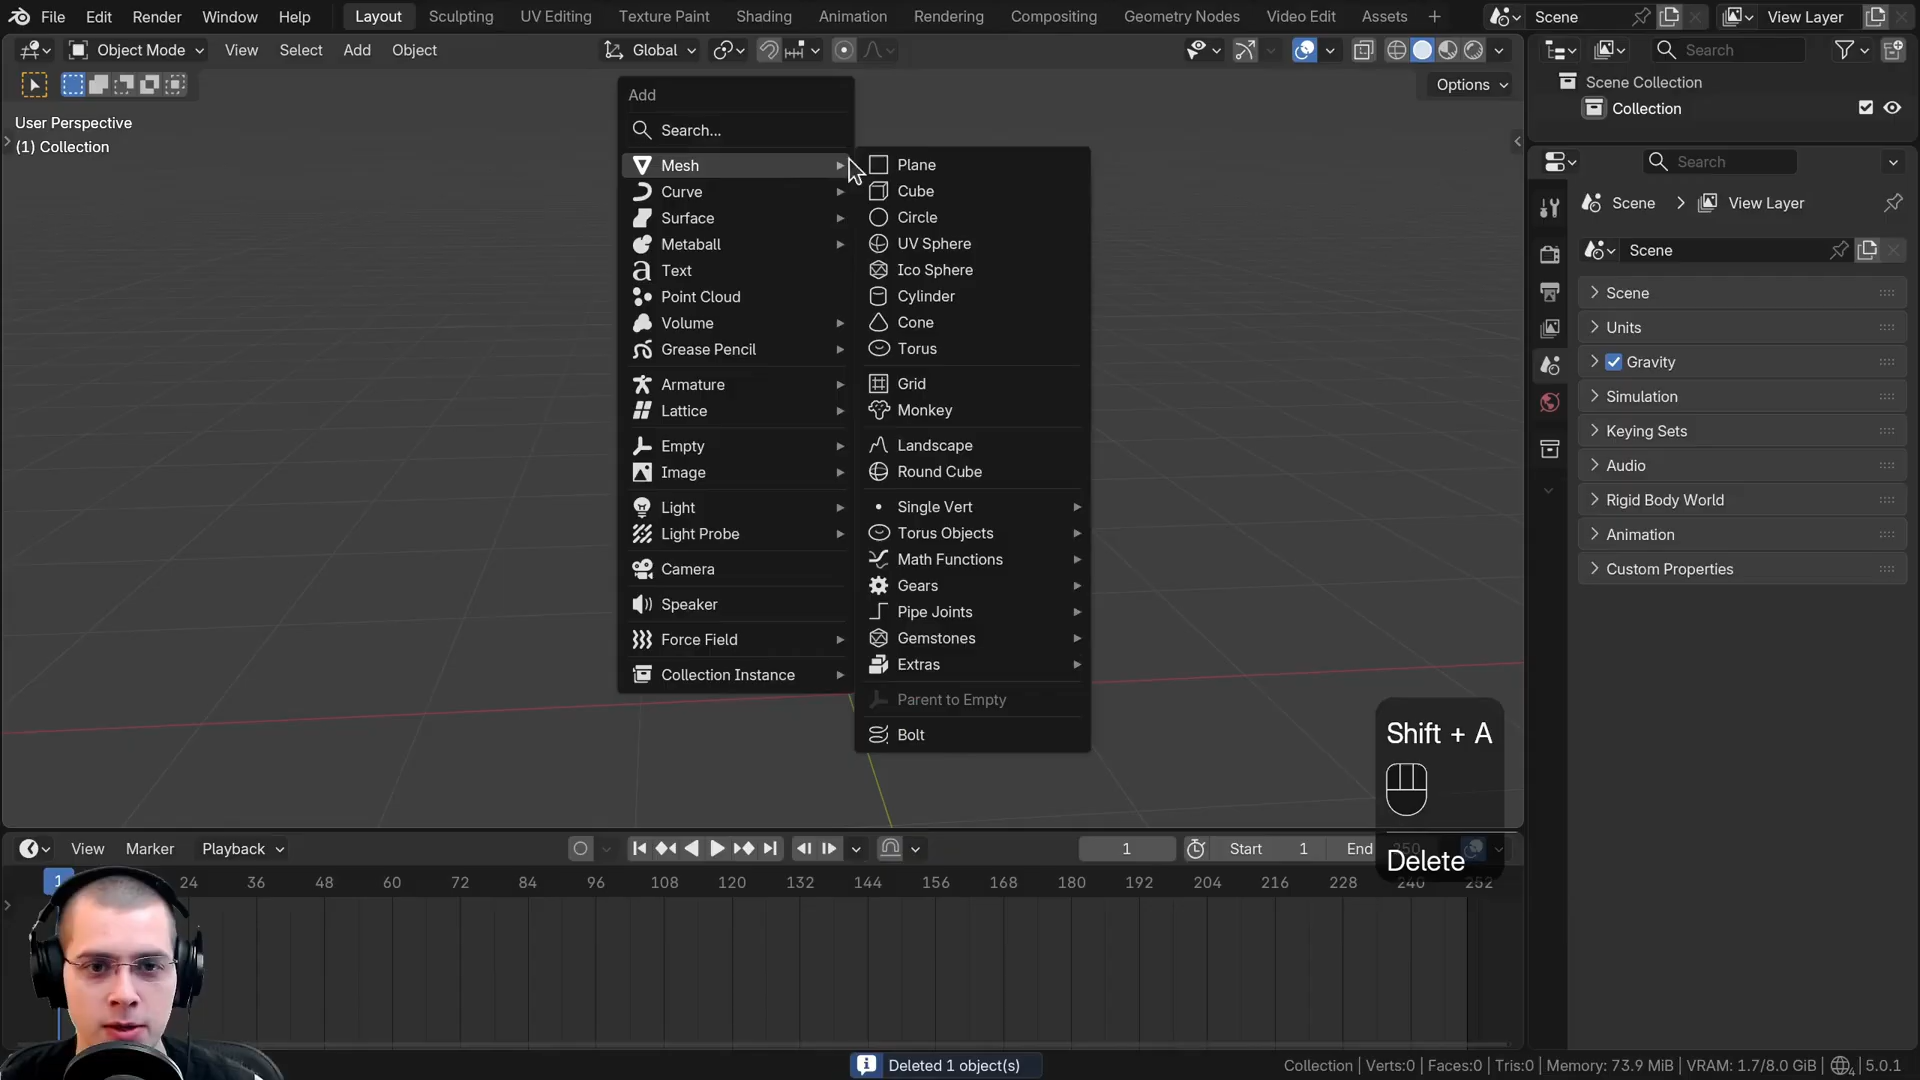 File Edit Render Window Help Layout Sculpting UV Editing Texture Paint Shading Animation Rendering Compositing Geometry Nodes Video Edit Assets + Scene View Layer
Object Mode View Select Add Object Global Search
Options
User Perspective
(1) Collection
Scene Collection
Collection
Search
Scene > View Layer
Scene
Scene
Units
Gravity
Simulation
Keying Sets
Audio
Rigid Body World
Animation
Custom Properties
Add
Search...
Mesh
Curve
Surface
Metaball
Text
Point Cloud
Volume
Grease Pencil
Armature
Lattice
Empty
Image
Light
Light Probe
Camera
Speaker
Force Field
Collection Instance
Plane
Cube
Circle
UV Sphere
Ico Sphere
Cylinder
Cone
Torus
Grid
Monkey
Landscape
Round Cube
Single Vert
Torus Objects
Math Functions
Gears
Pipe Joints
Gemstones
Extras
Parent to Empty
Bolt
Shift + A
Delete
View Marker Playback 1 Start 1 End 250
1 24 36 48 60 72 84 96 108 120 132 144 156 168 180 192 204 216 228 240 252
Deleted 1 object(s)
Collection | Verts:0 | Faces:0 | Tris:0 | Memory: 73.9 MiB | VRAM: 1.7/8.0 GiB | 5.0.1